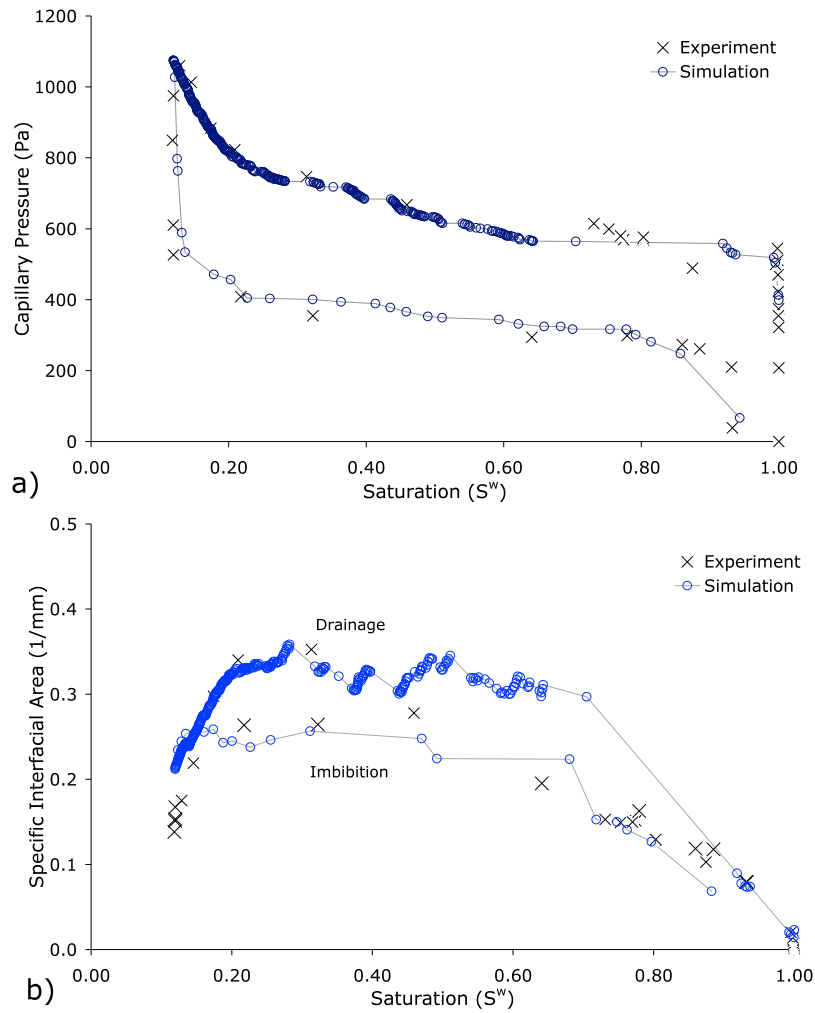 1200
1000
800
600
400
200
0
Capillary Pressure (Pa)
Experiment
Simulation
0.00 0.20 0.40 0.60 0.80 1.00
Saturation (Sʷ)
a)
0.5
0.4
0.3
0.2
0.1
0.0
Specific Interfacial Area (1/mm)
Experiment
Simulation
Drainage
Imbibition
0.00 0.20 0.40 0.60 0.80 1.00
Saturation (Sʷ)
b)